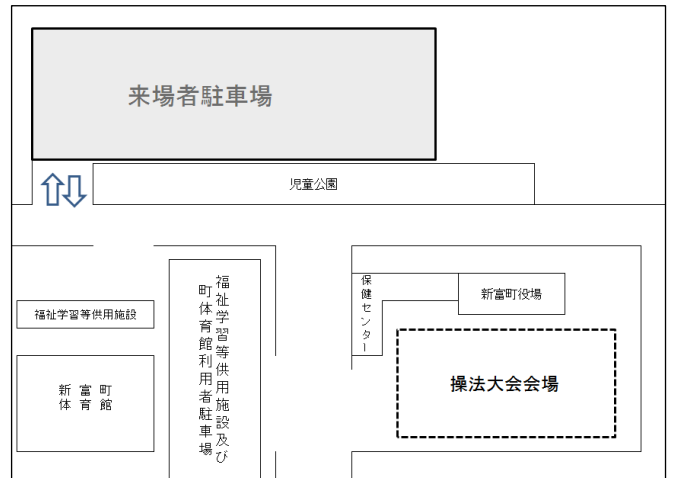 来場者駐車場
児童公園
福祉学習等供用施設及び
町体育館利用者駐車場
保健センター
新富町役場
福祉学習等供用施設
操法大会会場
新富町
体育館